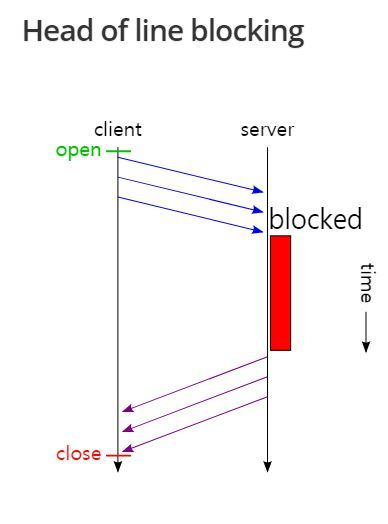 Head of line blocking
client
server
open
blocked
time
close